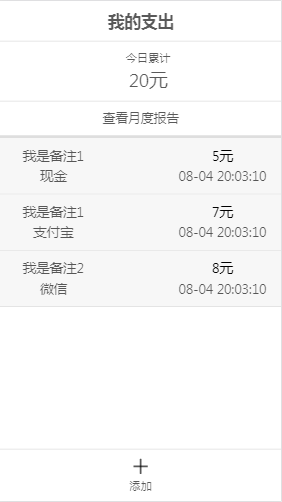 我的支出
今日累计
20元
查看月度报告
我是备注1 5元
现金 08-04 20:03:10
我是备注1 7元
支付宝 08-04 20:03:10
我是备注2 8元
微信 08-04 20:03:10
添加